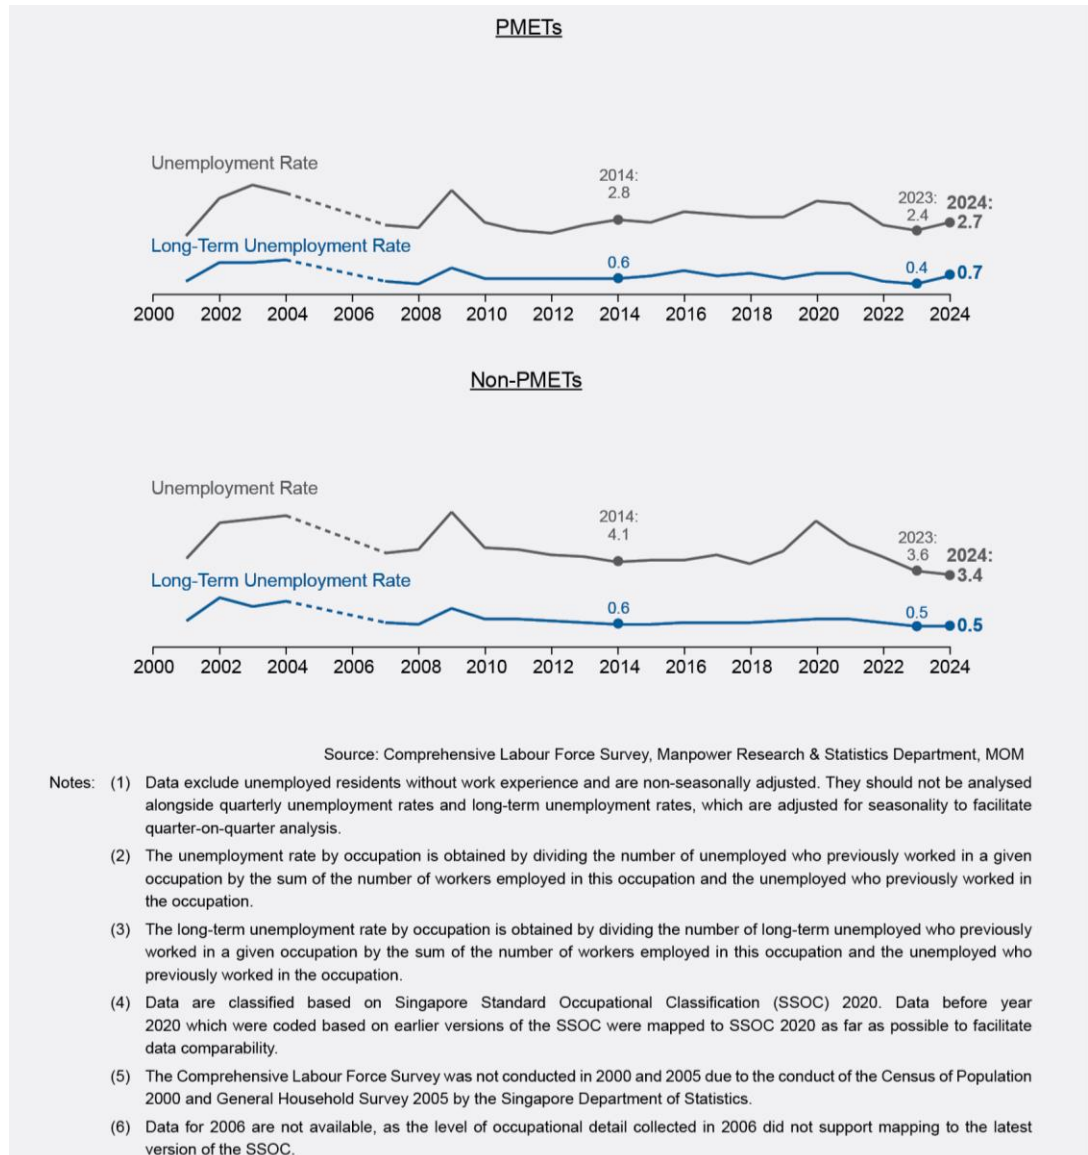 PMETs
Unemployment Rate
2014:
2.8
2023:
2.4
2024:
2.7
Long-Term Unemployment Rate
0.6
0.4
0.7
2000 2002 2004 2006 2008 2010 2012 2014 2016 2018 2020 2022 2024
Non-PMETs
Unemployment Rate
2014:
4.1
2023:
3.6
2024:
3.4
Long-Term Unemployment Rate
0.6
0.5
0.5
2000 2002 2004 2006 2008 2010 2012 2014 2016 2018 2020 2022 2024
Source: Comprehensive Labour Force Survey, Manpower Research & Statistics Department, MOM
Notes: (1) Data exclude unemployed residents without work experience and are non-seasonally adjusted. They should not be analysed
alongside quarterly unemployment rates and long-term unemployment rates, which are adjusted for seasonality to facilitate
quarter-on-quarter analysis.
(2) The unemployment rate by occupation is obtained by dividing the number of unemployed who previously worked in a given
occupation by the sum of the number of workers employed in this occupation and the unemployed who previously worked in
the occupation.
(3) The long-term unemployment rate by occupation is obtained by dividing the number of long-term unemployed who previously
worked in a given occupation by the sum of the number of workers employed in this occupation and the unemployed who
previously worked in the occupation.
(4) Data are classified based on Singapore Standard Occupational Classification (SSOC) 2020. Data before year
2020 which were coded based on earlier versions of the SSOC were mapped to SSOC 2020 as far as possible to facilitate
data comparability.
(5) The Comprehensive Labour Force Survey was not conducted in 2000 and 2005 due to the conduct of the Census of Population
2000 and General Household Survey 2005 by the Singapore Department of Statistics.
(6) Data for 2006 are not available, as the level of occupational detail collected in 2006 did not support mapping to the latest
version of the SSOC.